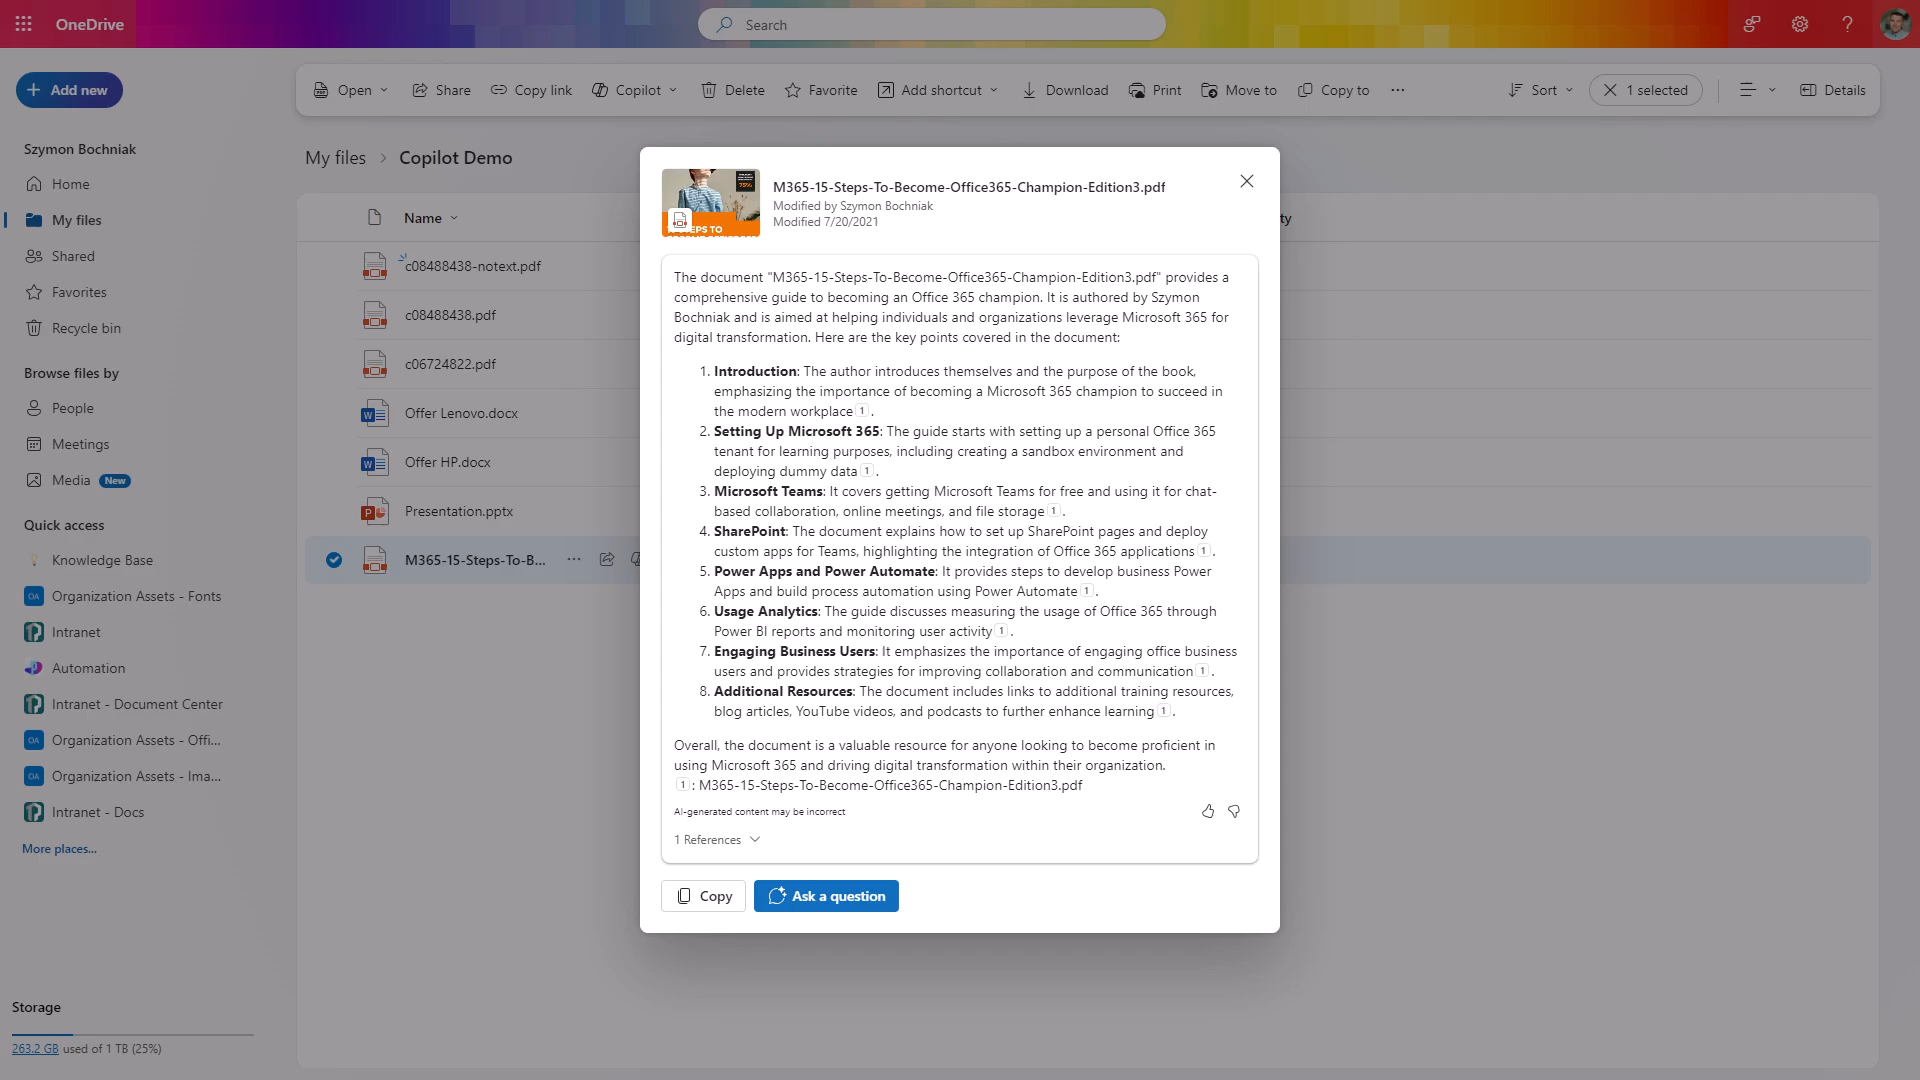 OneDrive
Search
Add new
Open
Share
Copy link
Copilot
Delete
Favorite
Add shortcut
Download
Print
Move to
Copy to
Sort
1 selected
Details
Szymon Bochniak
Home
My files
Shared
Favorites
Recycle bin
Browse files by
People
Meetings
Media New
Quick access
Knowledge Base
OA Organization Assets - Fonts
Intranet
Automation
Intranet - Document Center
OA Organization Assets - Offi...
OA Organization Assets - Ima...
Intranet - Docs
More places...
Storage
263.2 GB used of 1 TB (25%)
My files > Copilot Demo
Name
c08488438-notext.pdf
c08488438.pdf
c06724822.pdf
Offer Lenovo.docx
Offer HP.docx
Presentation.pptx
M365-15-Steps-To-B...
75%
M365-15-Steps-To-Become-Office365-Champion-Edition3.pdf
Modified by Szymon Bochniak
Modified 7/20/2021
The document "M365-15-Steps-To-Become-Office365-Champion-Edition3.pdf" provides a
comprehensive guide to becoming an Office 365 champion. It is authored by Szymon
Bochniak and is aimed at helping individuals and organizations leverage Microsoft 365 for
digital transformation. Here are the key points covered in the document:
1. Introduction: The author introduces themselves and the purpose of the book,
emphasizing the importance of becoming a Microsoft 365 champion to succeed in
the modern workplace 1 .
2. Setting Up Microsoft 365: The guide starts with setting up a personal Office 365
tenant for learning purposes, including creating a sandbox environment and
deploying dummy data 1 .
3. Microsoft Teams: It covers getting Microsoft Teams for free and using it for chat-
based collaboration, online meetings, and file storage 1 .
4. SharePoint: The document explains how to set up SharePoint pages and deploy
custom apps for Teams, highlighting the integration of Office 365 applications 1 .
5. Power Apps and Power Automate: It provides steps to develop business Power
Apps and build process automation using Power Automate 1 .
6. Usage Analytics: The guide discusses measuring the usage of Office 365 through
Power BI reports and monitoring user activity 1 .
7. Engaging Business Users: It emphasizes the importance of engaging office business
users and provides strategies for improving collaboration and communication 1 .
8. Additional Resources: The document includes links to additional training resources,
blog articles, YouTube videos, and podcasts to further enhance learning 1 .
Overall, the document is a valuable resource for anyone looking to become proficient in
using Microsoft 365 and driving digital transformation within their organization.
1 : M365-15-Steps-To-Become-Office365-Champion-Edition3.pdf
AI-generated content may be incorrect
1 References
Copy
Ask a question